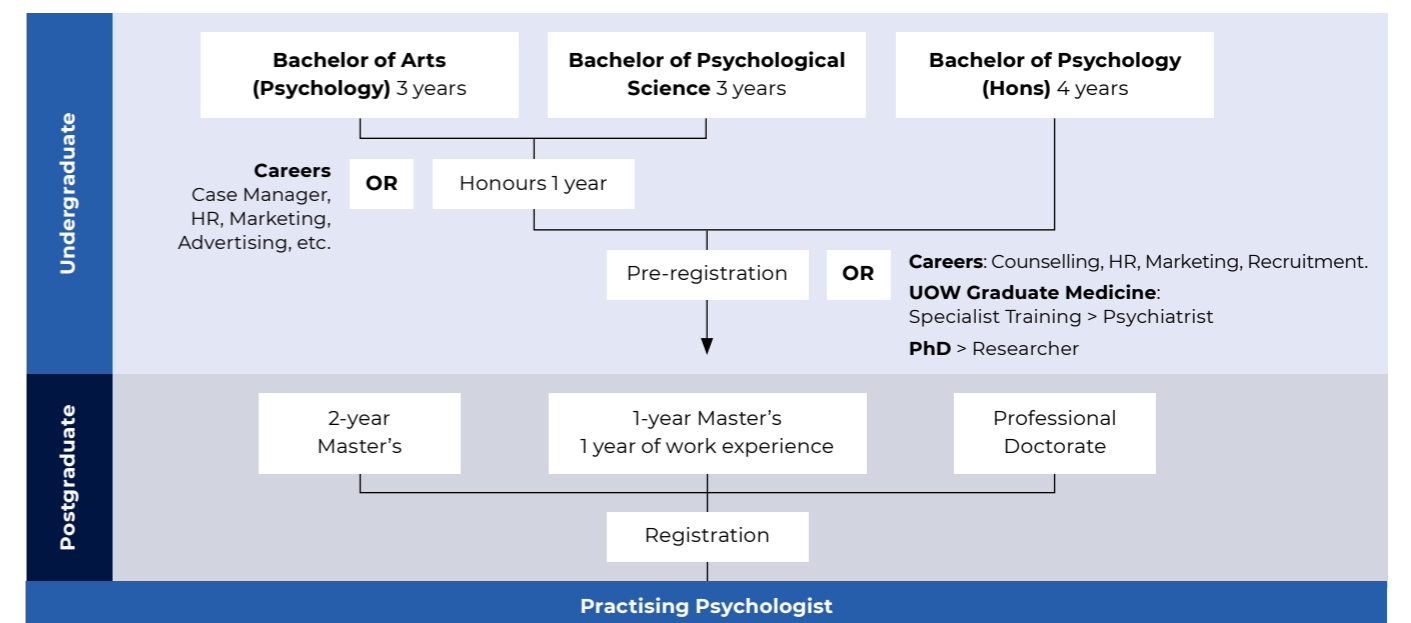 Undergraduate
Bachelor of Arts
(Psychology) 3 years
Bachelor of Psychological
Science 3 years
Bachelor of Psychology
(Hons) 4 years
Careers
Case Manager,
HR, Marketing,
Advertising, etc.
OR
Honours 1 year
Pre-registration
OR
Careers: Counselling, HR, Marketing, Recruitment.
UOW Graduate Medicine:
Specialist Training > Psychiatrist
PhD > Researcher
Postgraduate
2-year
Master’s
1-year Master’s
1 year of work experience
Professional
Doctorate
Registration
Practising Psychologist